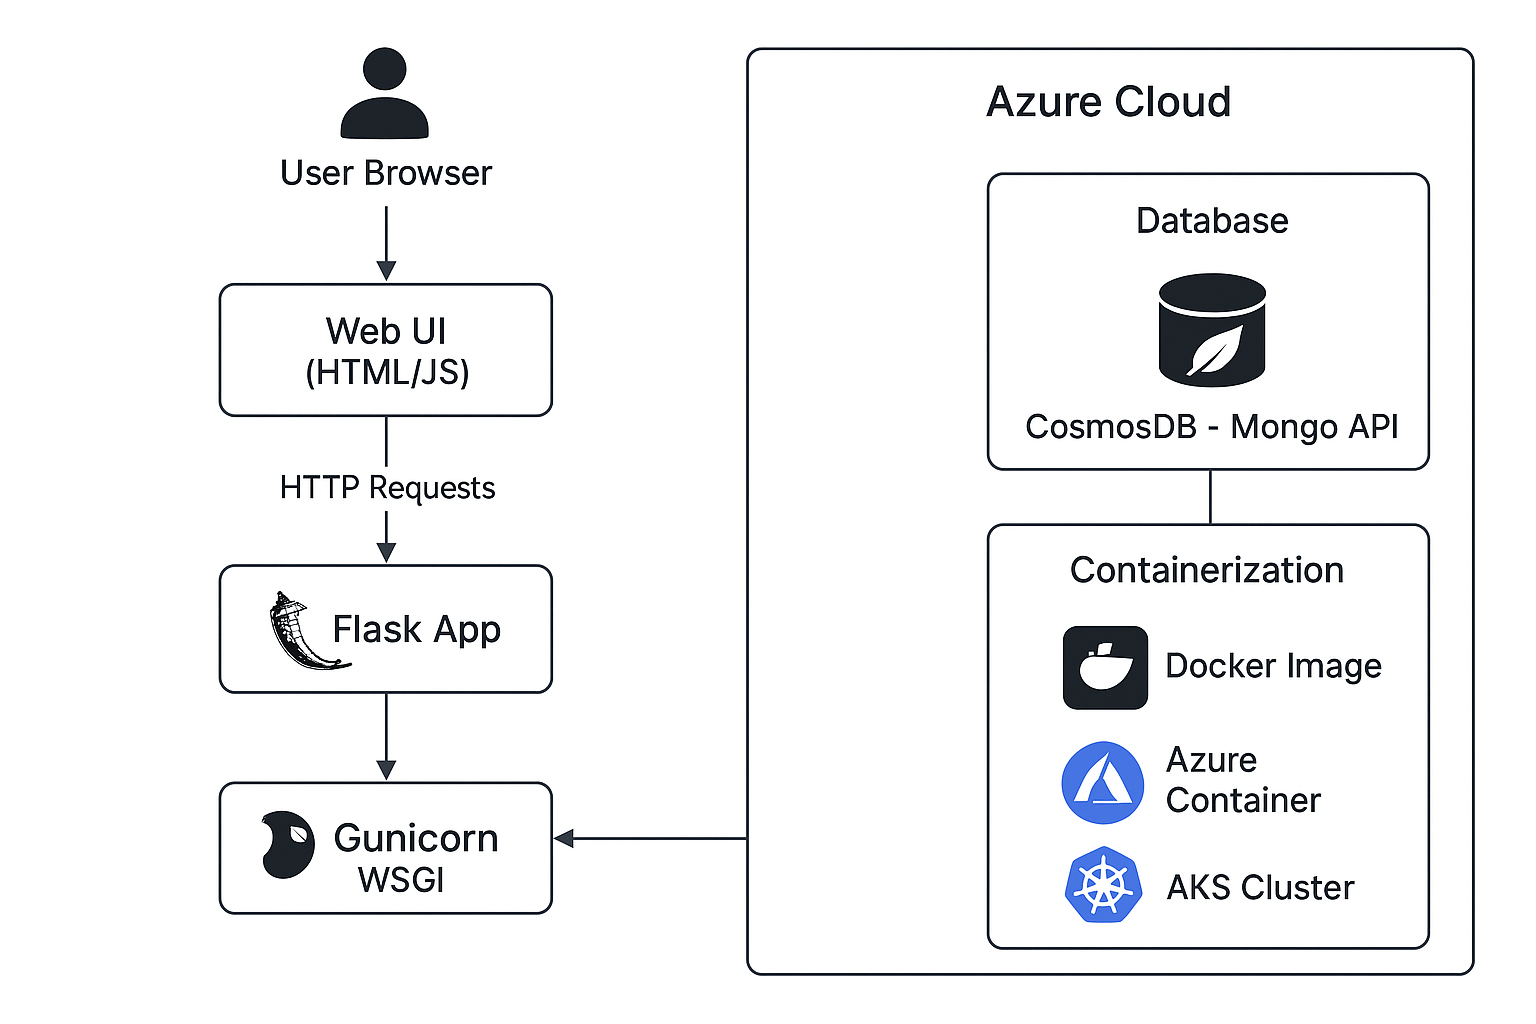 User Browser
Web UI
(HTML/JS)
HTTP Requests
Flask App
Gunicorn
WSGI
Azure Cloud
Database
CosmosDB - Mongo API
Containerization
Docker Image
Azure
Container
AKS Cluster